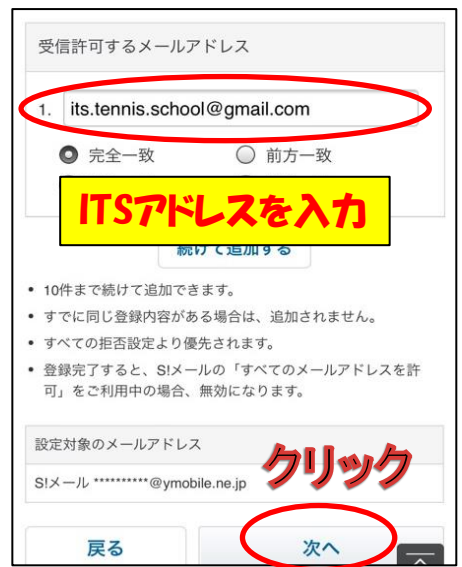 受信許可するメールアドレス
1. its.tennis.school@gmail.com
完全一致 前方一致
ITSアドレスを入力
続けて追加する
• 10件まで続けて追加できます。
• すでに同じ登録内容がある場合は、追加されません。
• すべての拒否設定より優先されます。
• 登録完了すると、S!メールの「すべてのメールアドレスを許
可」をご利用中の場合、無効になります。
設定対象のメールアドレス
クリック
S!メール **********@ymobile.ne.jp
戻る 次へ